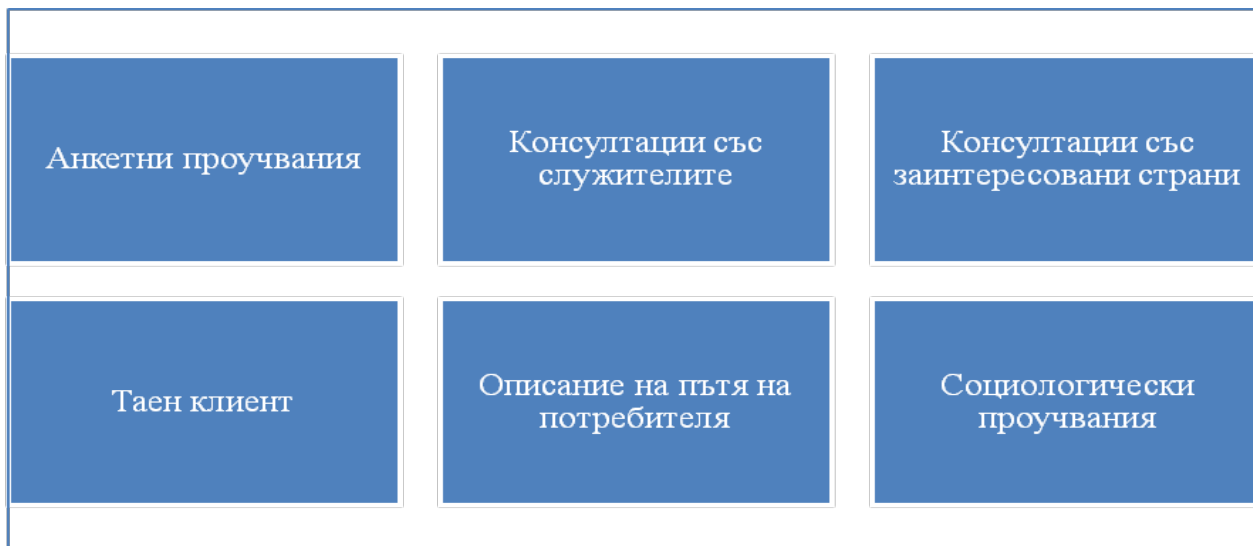 Анкетни проучвания
Консултации със
служителите
Консултации със
заинтересовани страни
Таен клиент
Описание на пътя на
потребителя
Социологически
проучвания